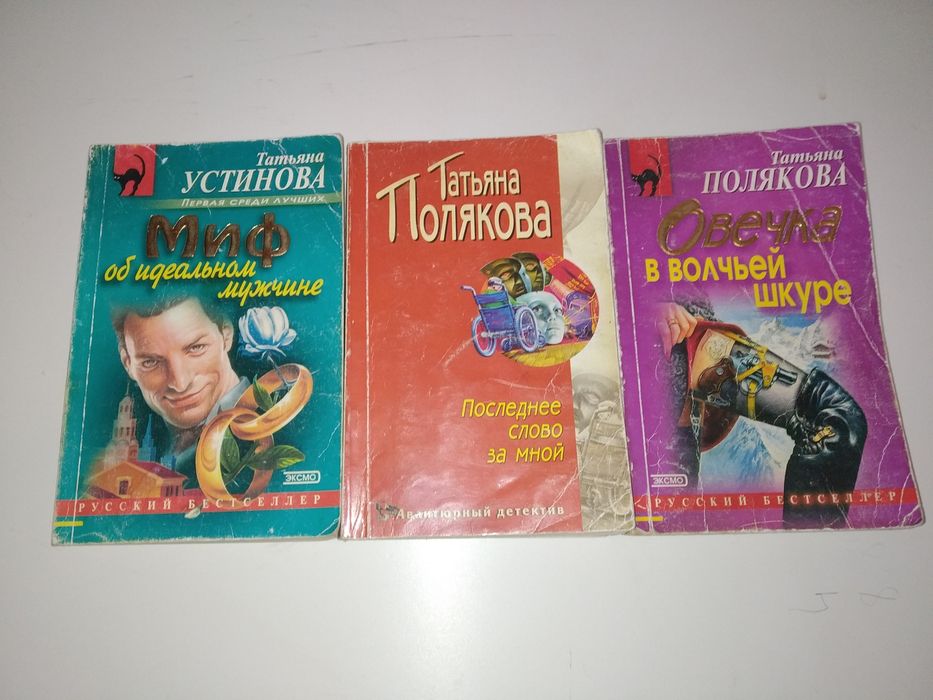 Татьяна
УСТИНОВА
ПЕРВАЯ СРЕДИ ЛУЧШИХ
Миф
об идеальном
мужчине
ЭКСМО
РУССКИЙ БЕСТСЕЛЛЕР
Татьяна
Полякова
Последнее
слово
за мной
Авантюрный детектив
Татьяна
ПОЛЯКОВА
Овечка
в волчьей
шкуре
ЭКСМО
РУССКИЙ БЕСТСЕЛЛЕР